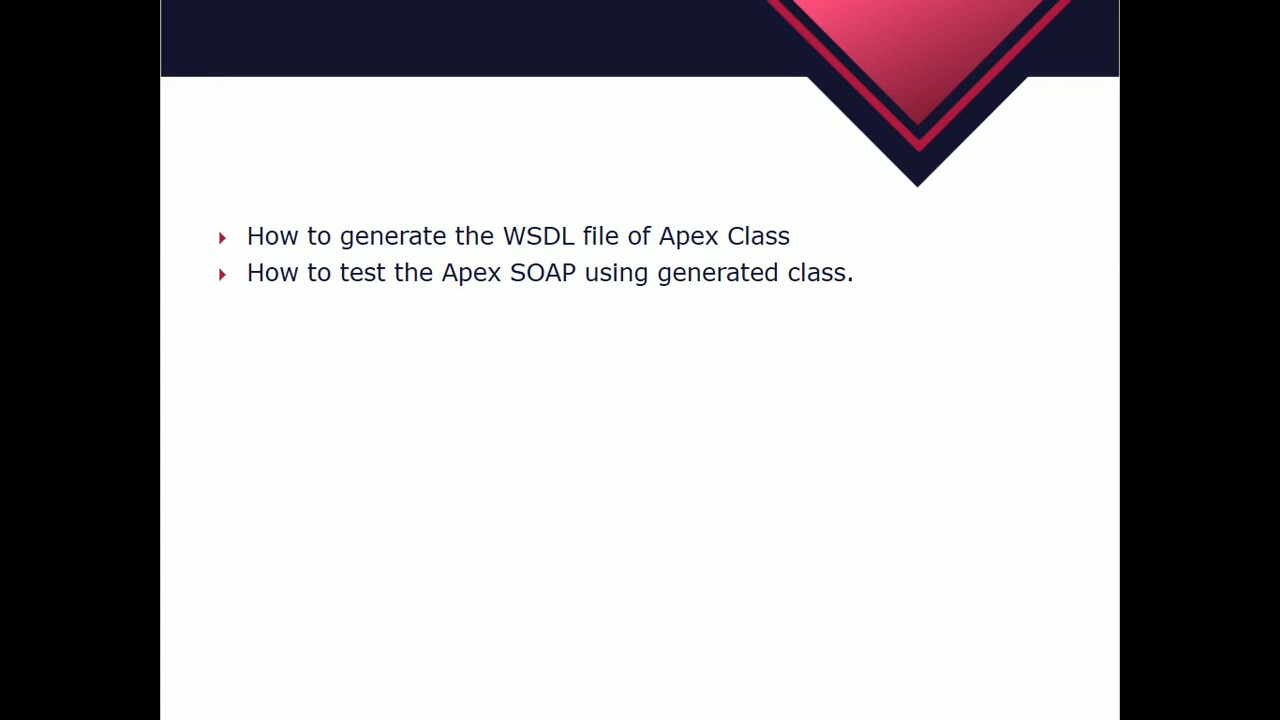 How to generate the WSDL file of Apex Class
How to test the Apex SOAP using generated class.